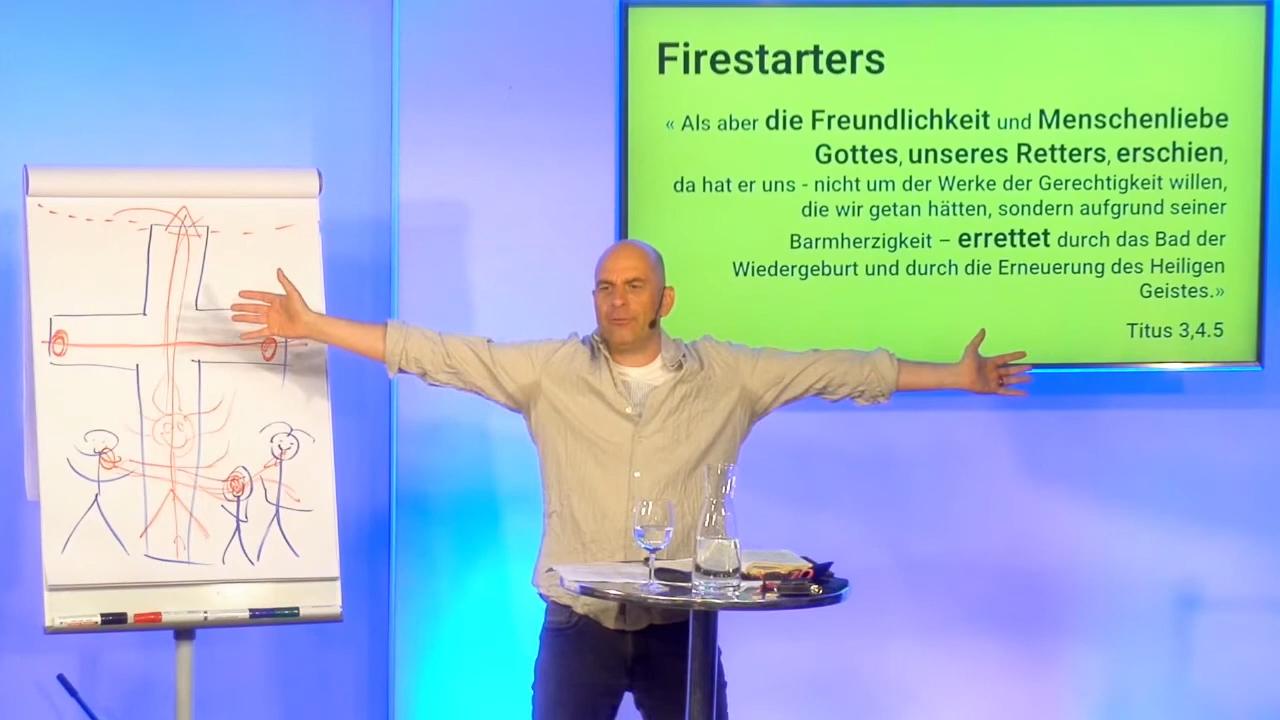 Firestarters
« Als aber die Freundlichkeit und Menschenliebe
Gottes, unseres Retters, erschien,
da hat er uns - nicht um der Werke der Gerechtigkeit willen,
die wir getan hätten, sondern aufgrund seiner
Barmherzigkeit – errettet durch das Bad der
Wiedergeburt und durch die Erneuerung des Heiligen
Geistes.»
Titus 3,4.5